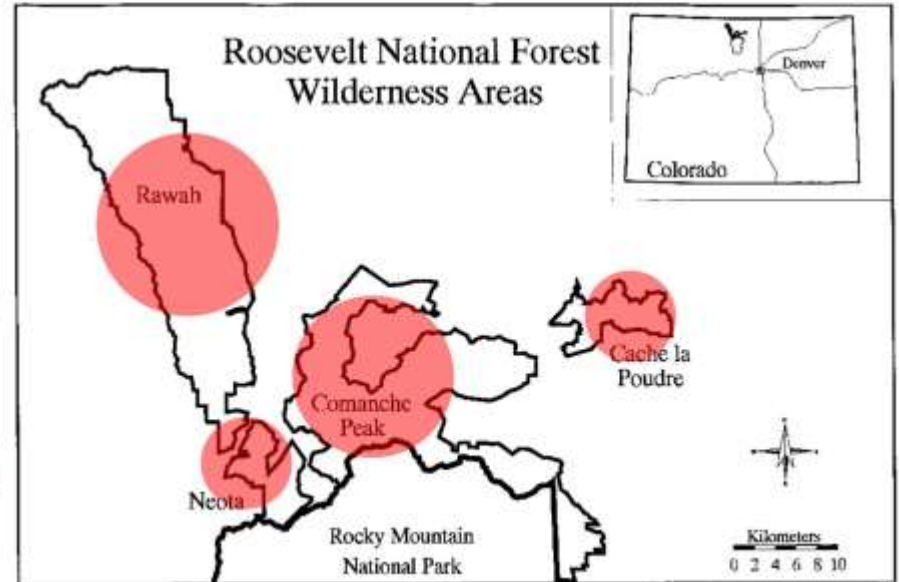 Roosevelt National Forest
Wilderness Areas
Denver
Colorado
Rawah
Cache la
Poudre
Comanche
Peak
Neota
Rocky Mountain
National Park
Kilometers
0 2 4 6 8 10